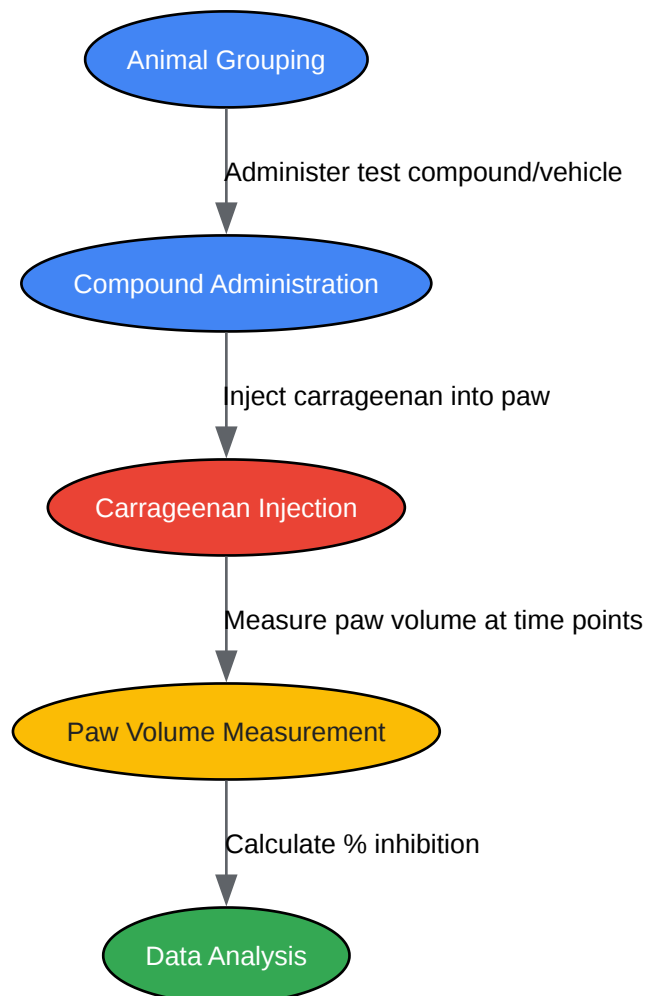 Animal Grouping
Administer test compound/vehicle
Compound Administration
Inject carrageenan into paw
Carrageenan Injection
Measure paw volume at time points
Paw Volume Measurement
Calculate % inhibition
Data Analysis